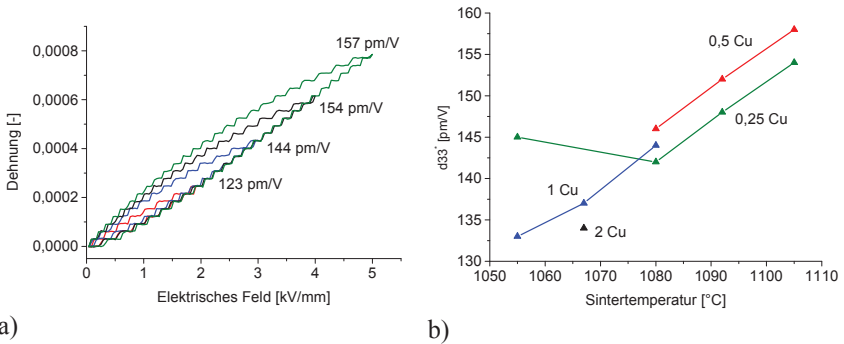 0,0008
0,0006
0,0004
0,0002
0,0000
Dehnung [-]
157 pm/V
154 pm/V
144 pm/V
123 pm/V
0 1 2 3 4 5
Elektrisches Feld [kV/mm]
a)
160
155
150
145
140
135
130
d33* [pm/V]
0,5 Cu
0,25 Cu
1 Cu
2 Cu
1050 1060 1070 1080 1090 1100 1110
Sintertemperatur [°C]
b)